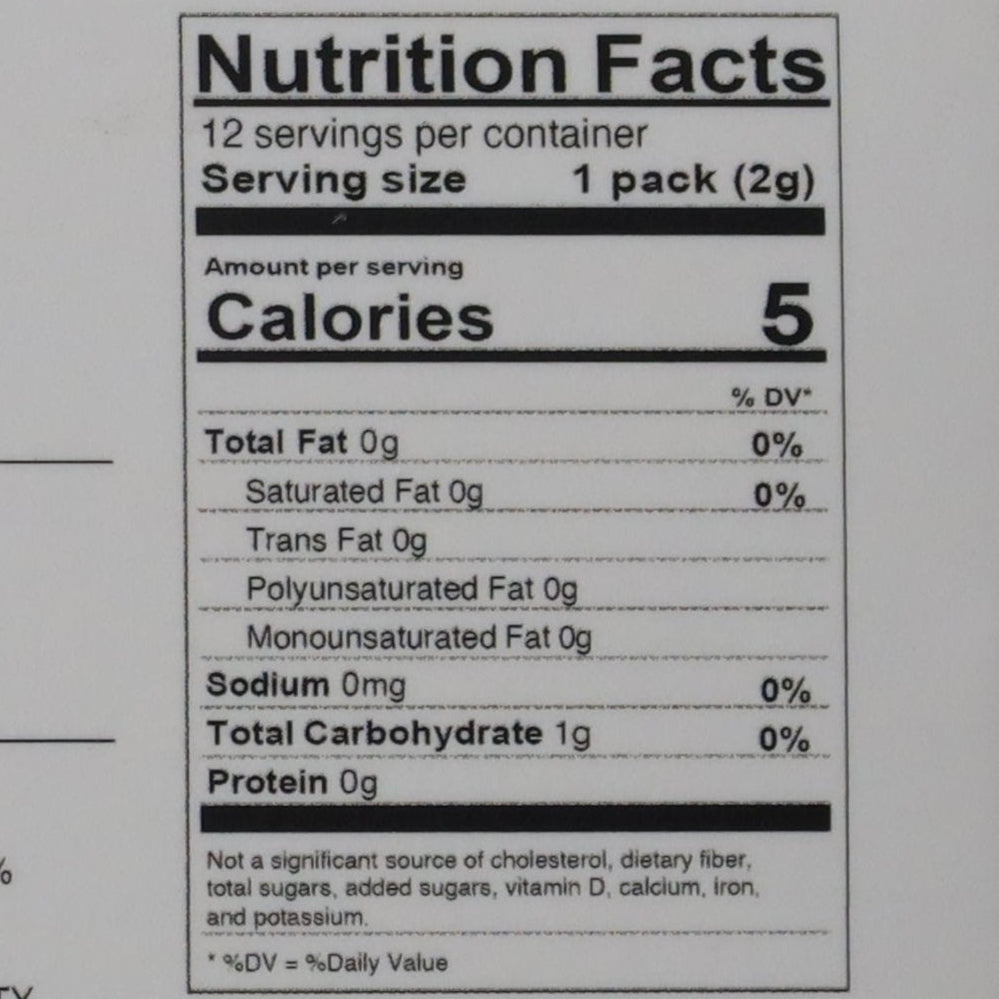 Nutrition Facts
12 servings per container
Serving size 1 pack (2g)
Amount per serving
Calories 5
% DV*
Total Fat 0g 0%
Saturated Fat 0g 0%
Trans Fat 0g
Polyunsaturated Fat 0g
Monounsaturated Fat 0g
Sodium 0mg 0%
Total Carbohydrate 1g 0%
Protein 0g
Not a significant source of cholesterol, dietary fiber,
total sugars, added sugars, vitamin D, calcium, iron,
and potassium.
* %DV = %Daily Value